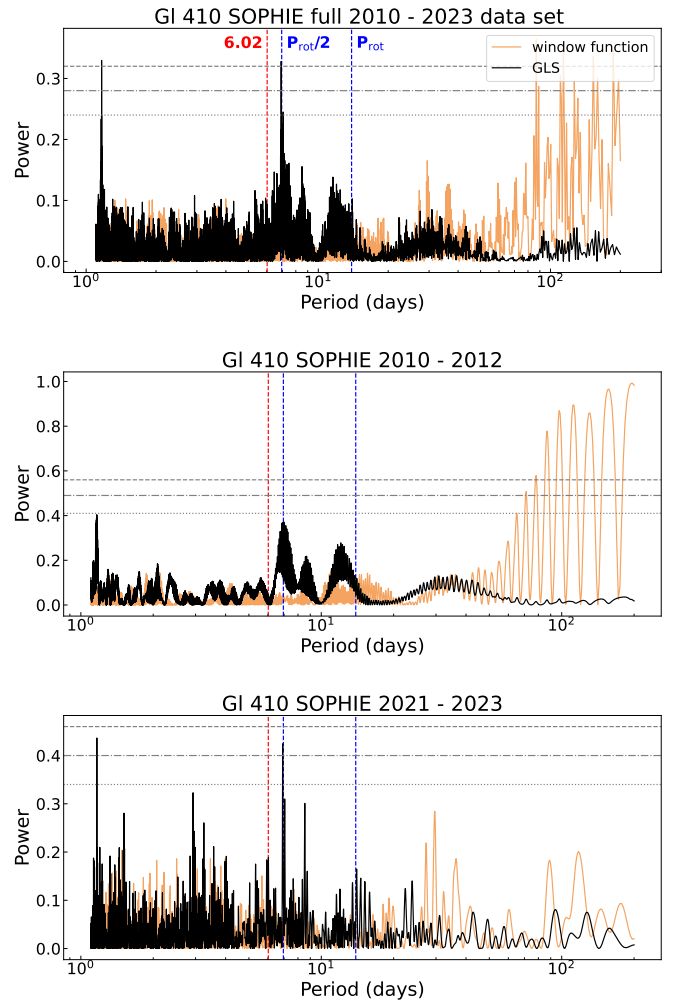 Gl 410 SOPHIE full 2010 - 2023 data set
6.02 P_rot/2 P_rot
window function
GLS
0.3
0.2
0.1
0.0
Power
10^0 10^1 10^2
Period (days)
Gl 410 SOPHIE 2010 - 2012
1.0
0.8
0.6
0.4
0.2
0.0
Power
10^0 10^1 10^2
Period (days)
Gl 410 SOPHIE 2021 - 2023
0.4
0.3
0.2
0.1
0.0
Power
10^0 10^1 10^2
Period (days)